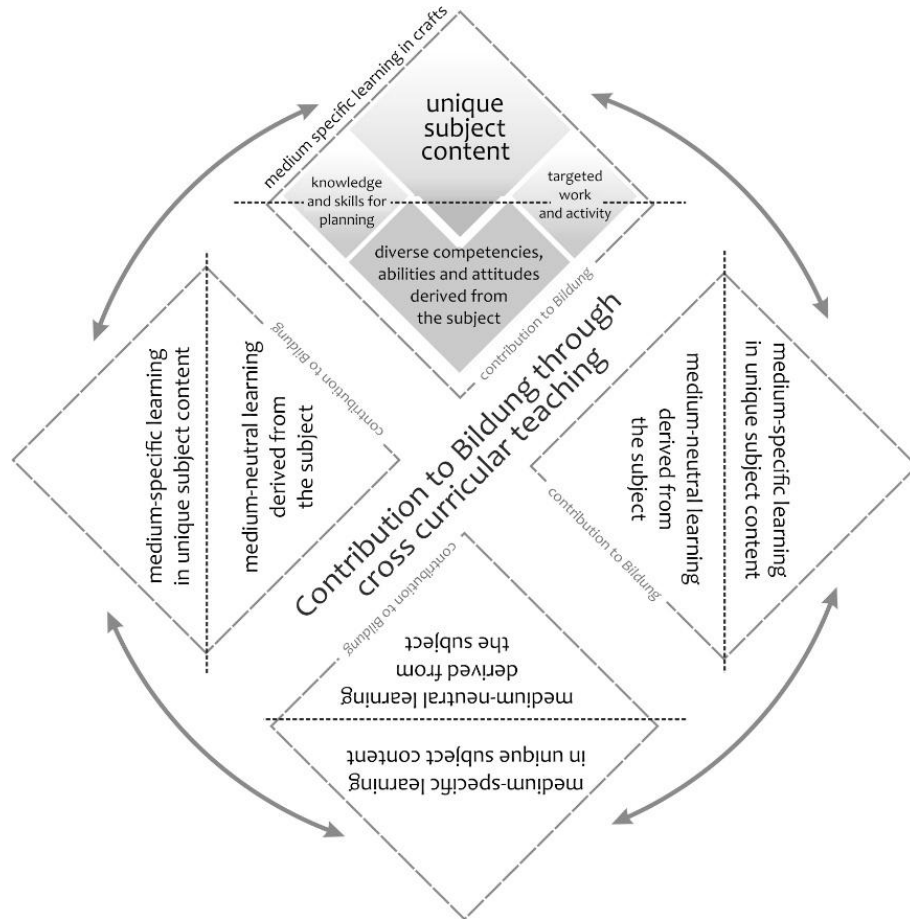 medium specific learning in crafts
unique
subject
content
knowledge
and skills for
planning
targeted
work
and activity
diverse competencies,
abilities and attitudes
derived from
the subject
contribution to Bildung
medium-specific learning
in unique subject content
medium-neutral learning
derived from
the subject
contribution to Bildung
Contribution to Bildung through
cross curricular teaching
medium-specific learning
in unique subject content
medium-neutral learning
derived from
the subject
contribution to Bildung
contribution to Bildung
medium-neutral learning
derived from
the subject
medium-specific learning
in unique subject content